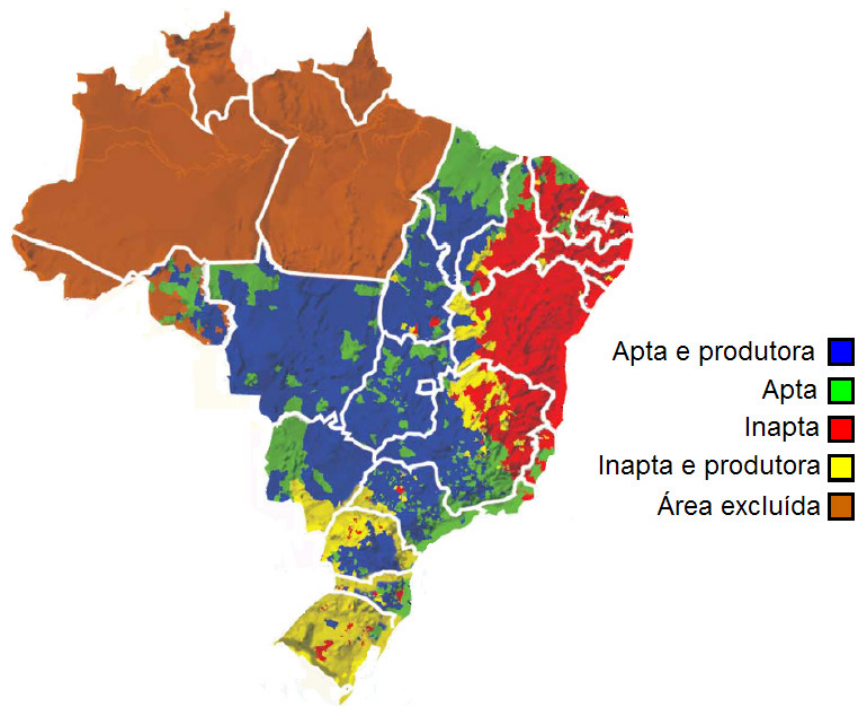 Apta e produtora
Apta
Inapta
Inapta e produtora
Área excluída